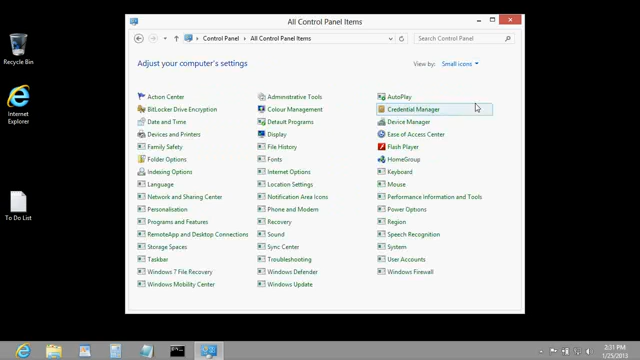 All Control Panel Items
Control Panel All Control Panel Items Search Control Panel
Adjust your computer's settings View by: Small icons
Recycle Bin
Internet Explorer
To Do List
Action Center Administrative Tools AutoPlay
BitLocker Drive Encryption Colour Management Credential Manager
Date and Time Default Programs Device Manager
Devices and Printers Display Ease of Access Center
Family Safety File History Flash Player
Folder Options Fonts HomeGroup
Indexing Options Internet Options Keyboard
Language Location Settings Mouse
Network and Sharing Center Notification Area Icons Performance Information and Tools
Personalisation Phone and Modem Power Options
Programs and Features Recovery Region
RemoteApp and Desktop Connections Sound Speech Recognition
Storage Spaces Sync Center System
Taskbar Troubleshooting User Accounts
Windows 7 File Recovery Windows Defender Windows Firewall
Windows Mobility Center Windows Update
2:31 PM
1/25/2013